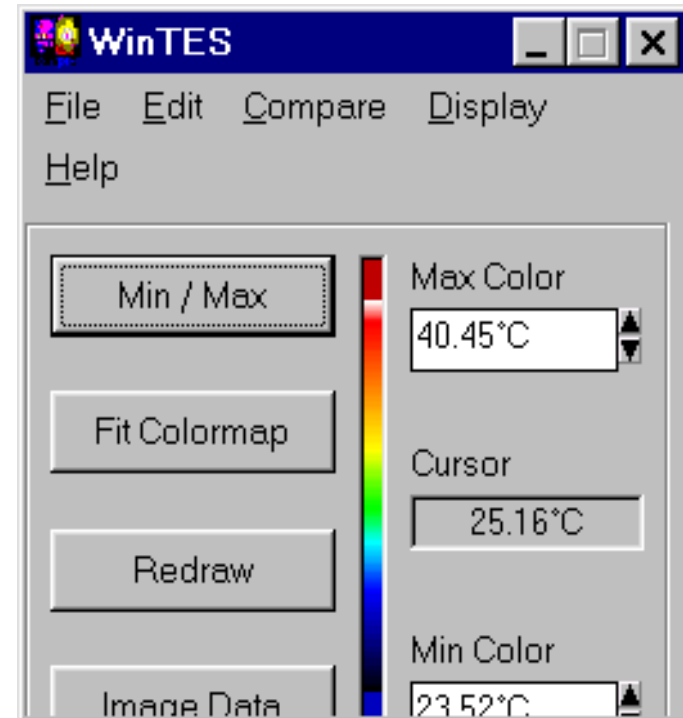 WinTES
File Edit Compare Display
Help
Min / Max
Max Color
40.45°C
Fit Colormap
Cursor
25.16°C
Redraw
Min Color
Image Data
23.52°C